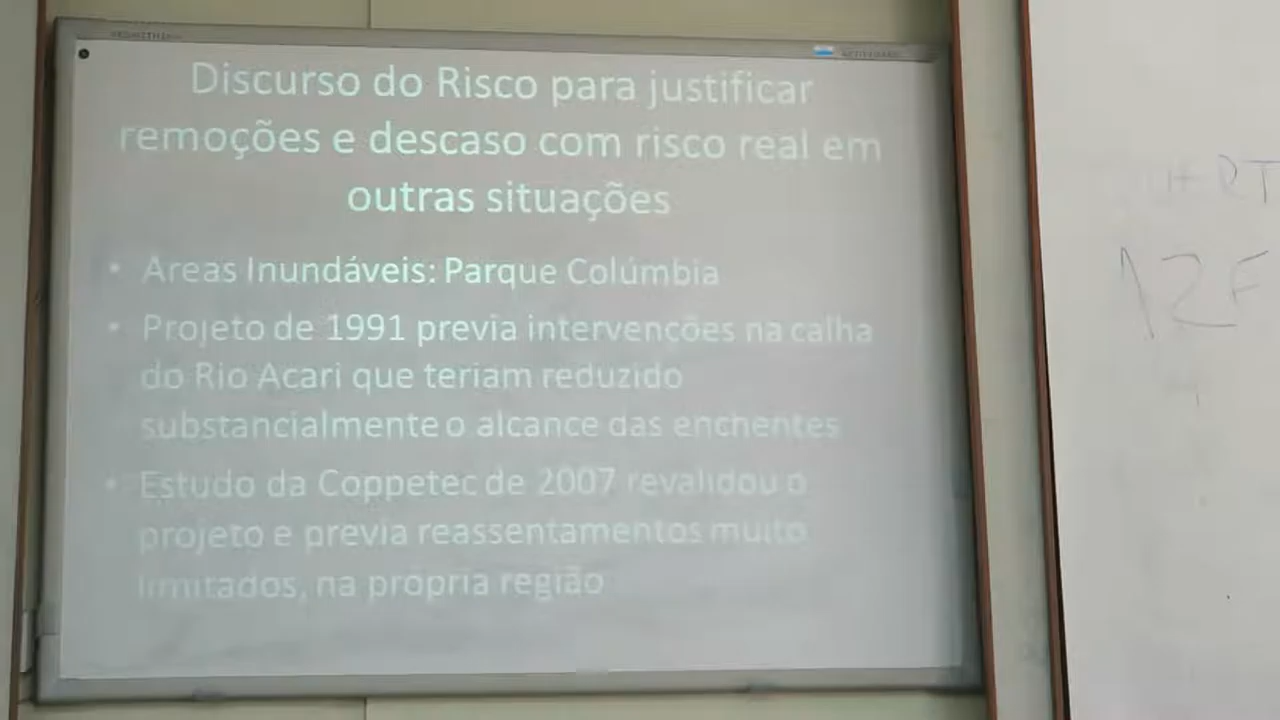 PROMETHEAN
ACTIVBOARD
Discurso do Risco para justificar
remoções e descaso com risco real em
outras situações
• Áreas Inundáveis: Parque Colúmbia
• Projeto de 1991 previa intervenções na calha
do Rio Acari que teriam reduzido
substancialmente o alcance das enchentes
• Estudo da Coppetec de 2007 revalidou o
projeto e previa reassentamentos muito
limitados, na própria região